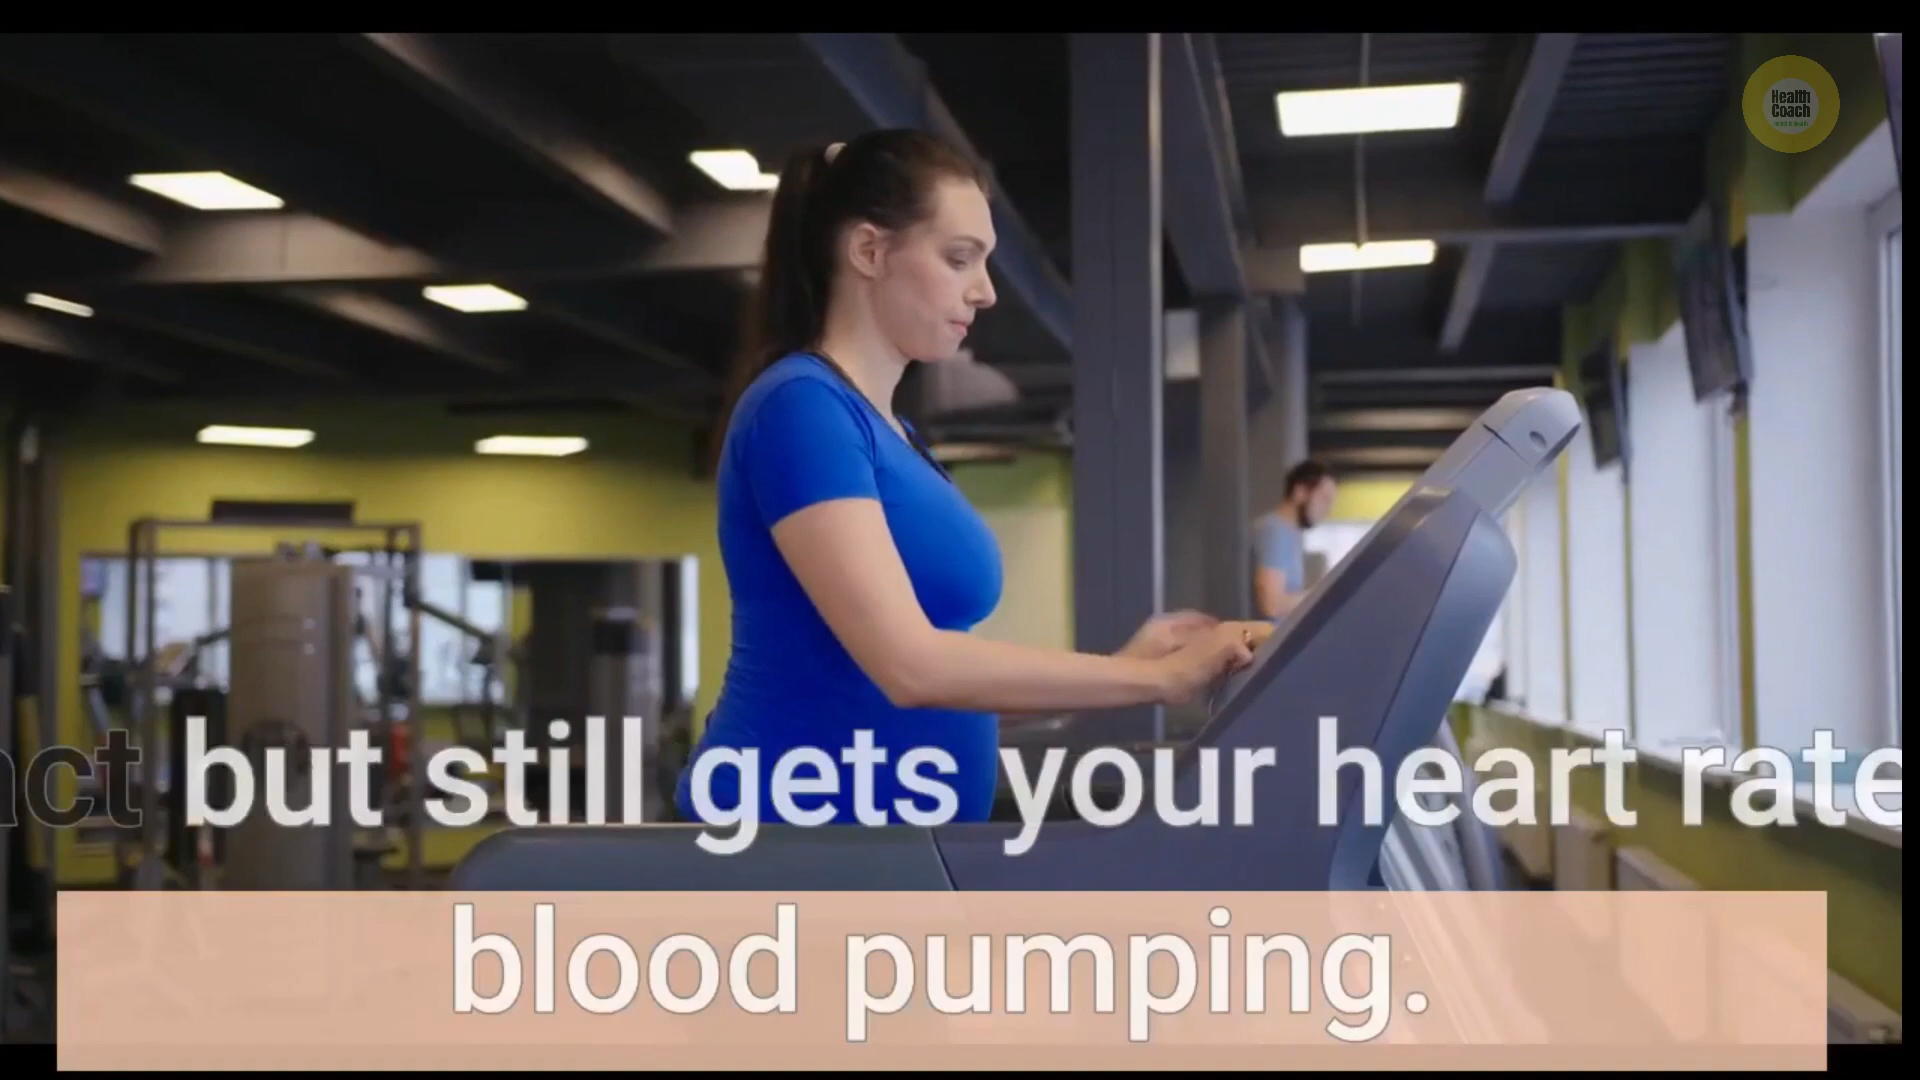 Health
Coach
but still gets your heart rate
blood pumping.